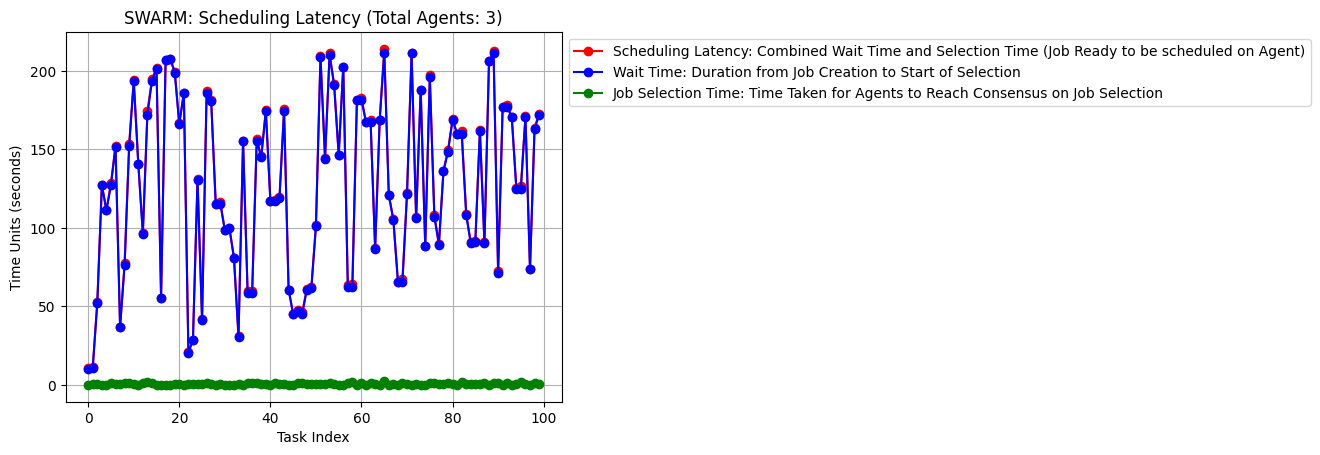 SWARM: Scheduling Latency (Total Agents: 3)
Scheduling Latency: Combined Wait Time and Selection Time (Job Ready to be scheduled on Agent)
Wait Time: Duration from Job Creation to Start of Selection
Job Selection Time: Time Taken for Agents to Reach Consensus on Job Selection
Time Units (seconds)
200
150
100
50
0
0 20 40 60 80 100
Task Index